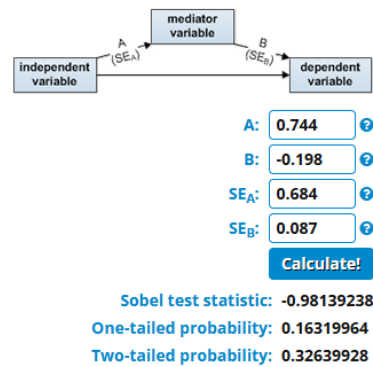 mediator
variable
A
(SEA)
B
(SEB)
independent
variable
dependent
variable
A: 0.744 ?
B: -0.198 ?
SEA: 0.684 ?
SEB: 0.087 ?
Calculate!
Sobel test statistic: -0.98139238
One-tailed probability: 0.16319964
Two-tailed probability: 0.32639928